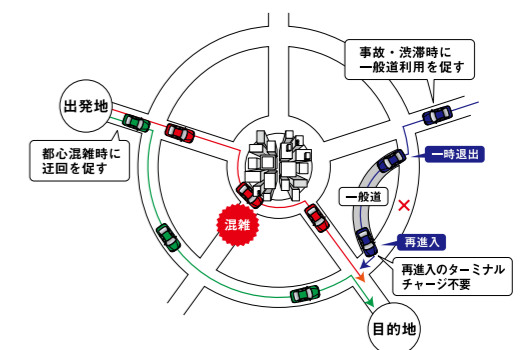 事故・渋滞時に
一般道利用を促す
出発地
都心混雑時に
迂回を促す
一時退出
一般道
混雑
再進入
再進入のターミナル
チャージ不要
目的地